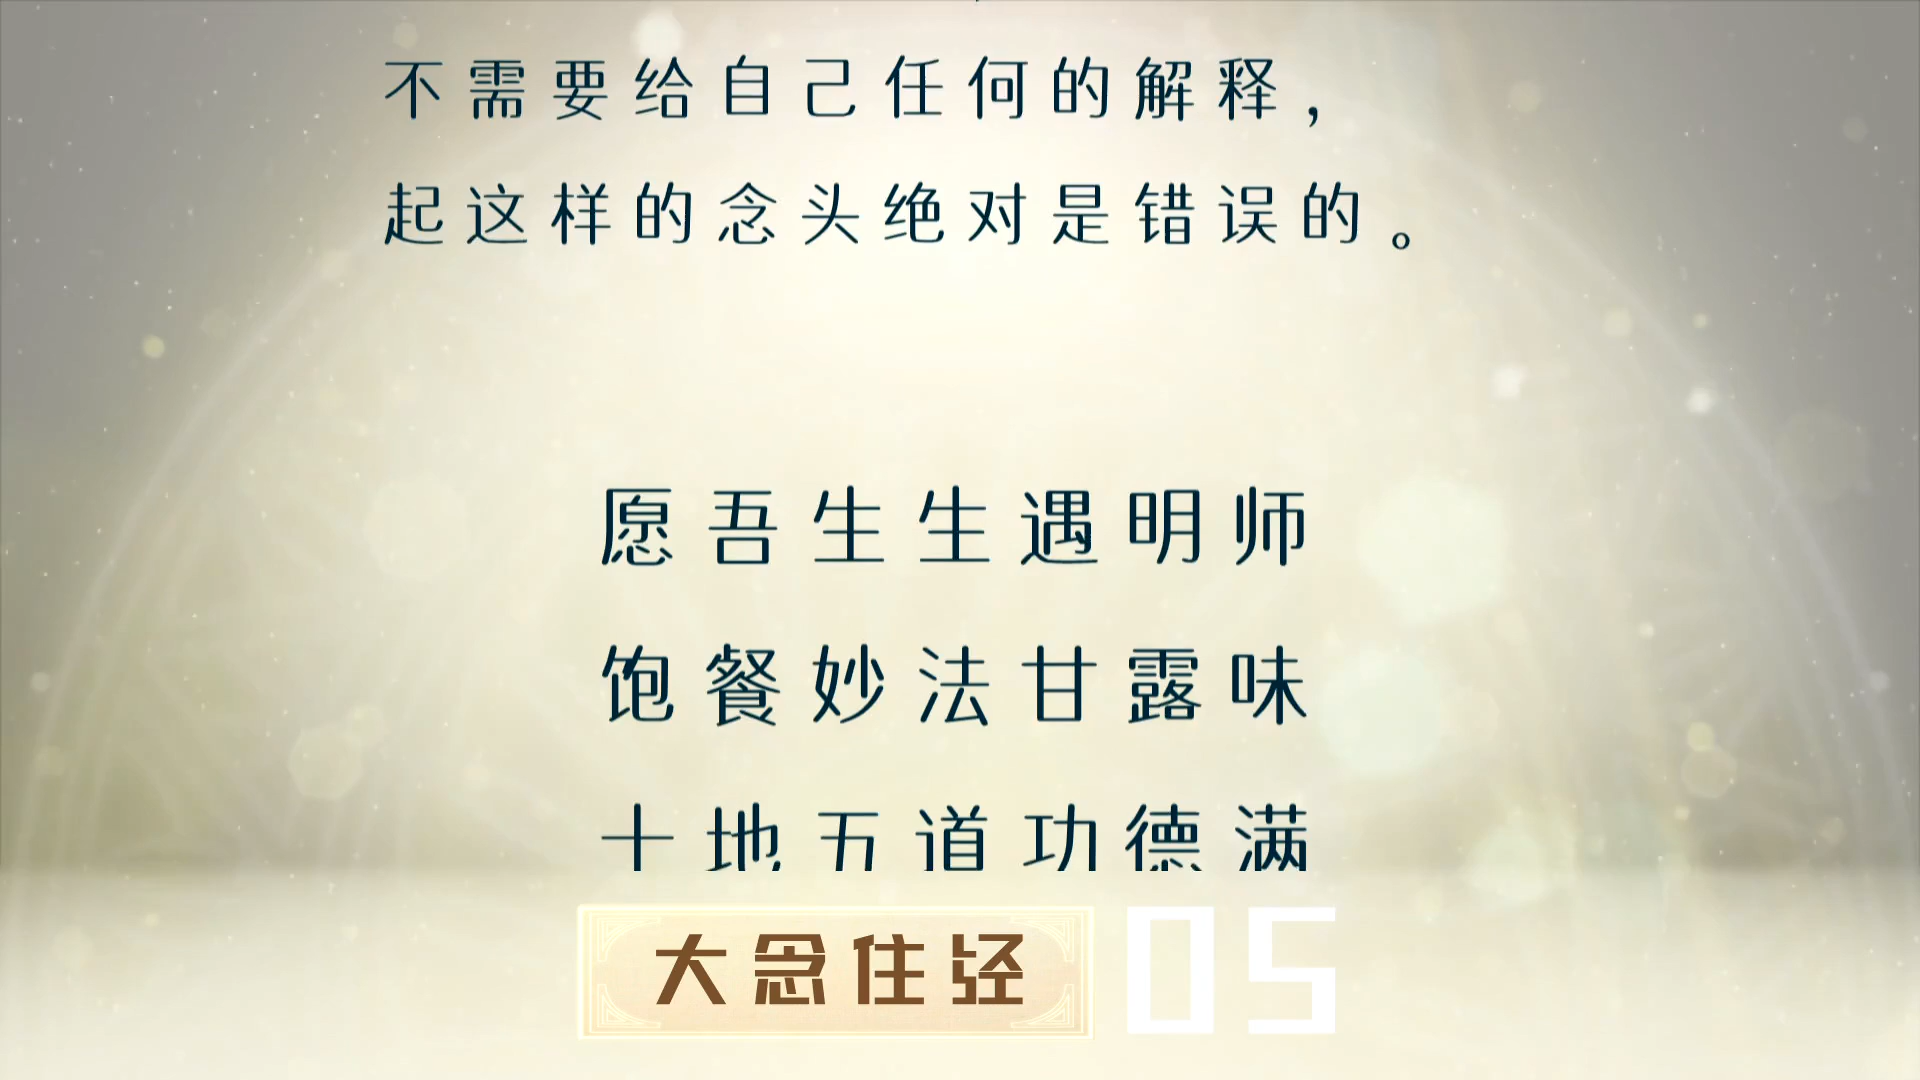 不需要给自己任何的解释，
起这样的念头绝对是错误的。
愿吾生生遇明师
饱餐妙法甘露味
十地五道功德满
大念住经 05